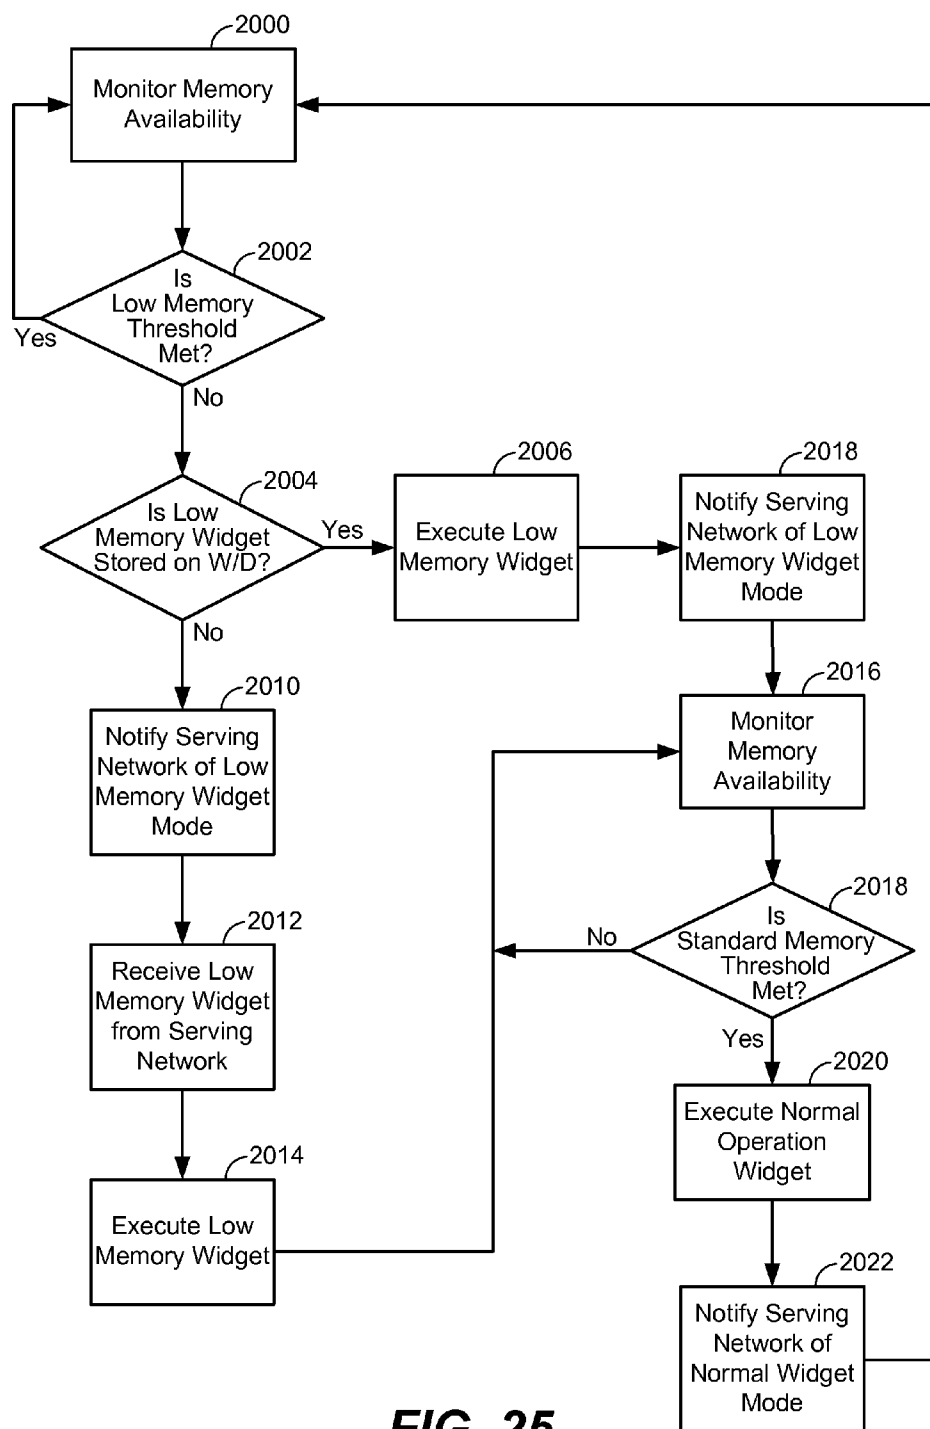 2000
Monitor Memory
Availability
2002
Is
Low Memory
Threshold
Met?
Yes
No
2004
Is Low
Memory Widget
Stored on W/D?
Yes
No
2006
Execute Low
Memory Widget
2018
Notify Serving
Network of Low
Memory Widget
Mode
2010
Notify Serving
Network of Low
Memory Widget
Mode
2016
Monitor
Memory
Availability
2012
Receive Low
Memory Widget
from Serving
Network
2018
Is
Standard Memory
Threshold
Met?
No
Yes
2014
Execute Low
Memory Widget
2020
Execute Normal
Operation
Widget
2022
Notify Serving
Network of
Normal Widget
Mode
FIG. 25